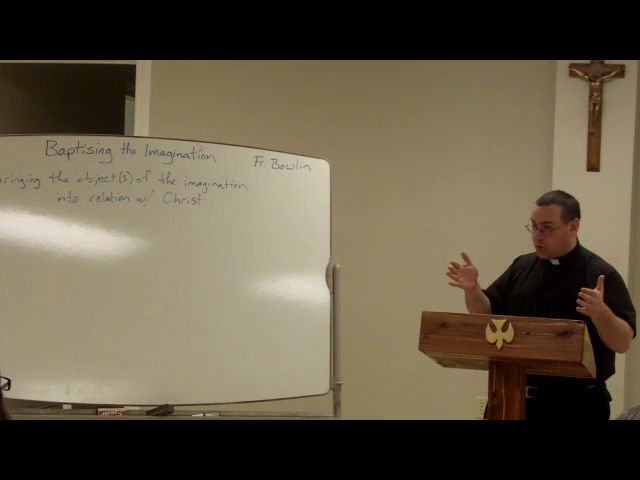 Baptising the Imagination
Fr. Bowlin
ringing the object(s) of the imagination
into relation w/ Christ